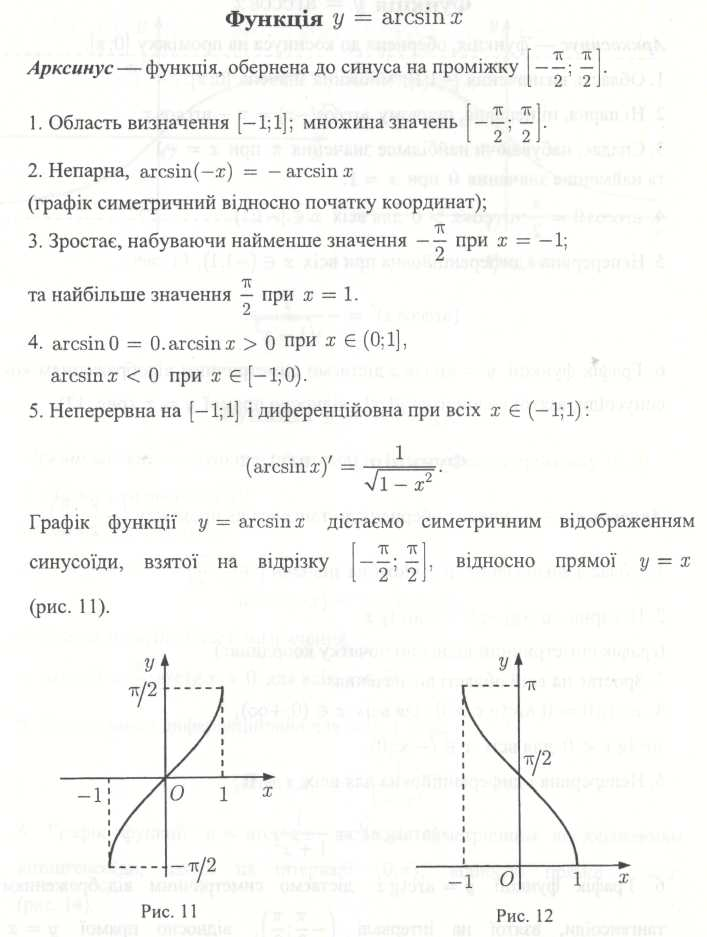 Функція y = arcsin x
Арксинус — функція, обернена до синуса на проміжку [−π/2; π/2].
1. Область визначення [−1;1]; множина значень [−π/2; π/2].
2. Непарна, arcsin(−x) = − arcsin x
(графік симетричний відносно початку координат);
3. Зростає, набуваючи найменше значення −π/2 при x = −1;
та найбільше значення π/2 при x = 1.
4. arcsin 0 = 0. arcsin x > 0 при x ∈ (0;1],
arcsin x < 0 при x ∈ [−1;0).
5. Неперервна на [−1;1] і диференційовна при всіх x ∈ (−1;1) :
(arcsin x)′ = 1/√(1 − x²).
Графік функції y = arcsin x дістаємо симетричним відображенням
синусоїди, взятої на відрізку [−π/2; π/2], відносно прямої y = x
(рис. 11).
y
π/2
−1
O
1
x
−π/2
Рис. 11
y
π
π/2
−1
O
1
x
Рис. 12